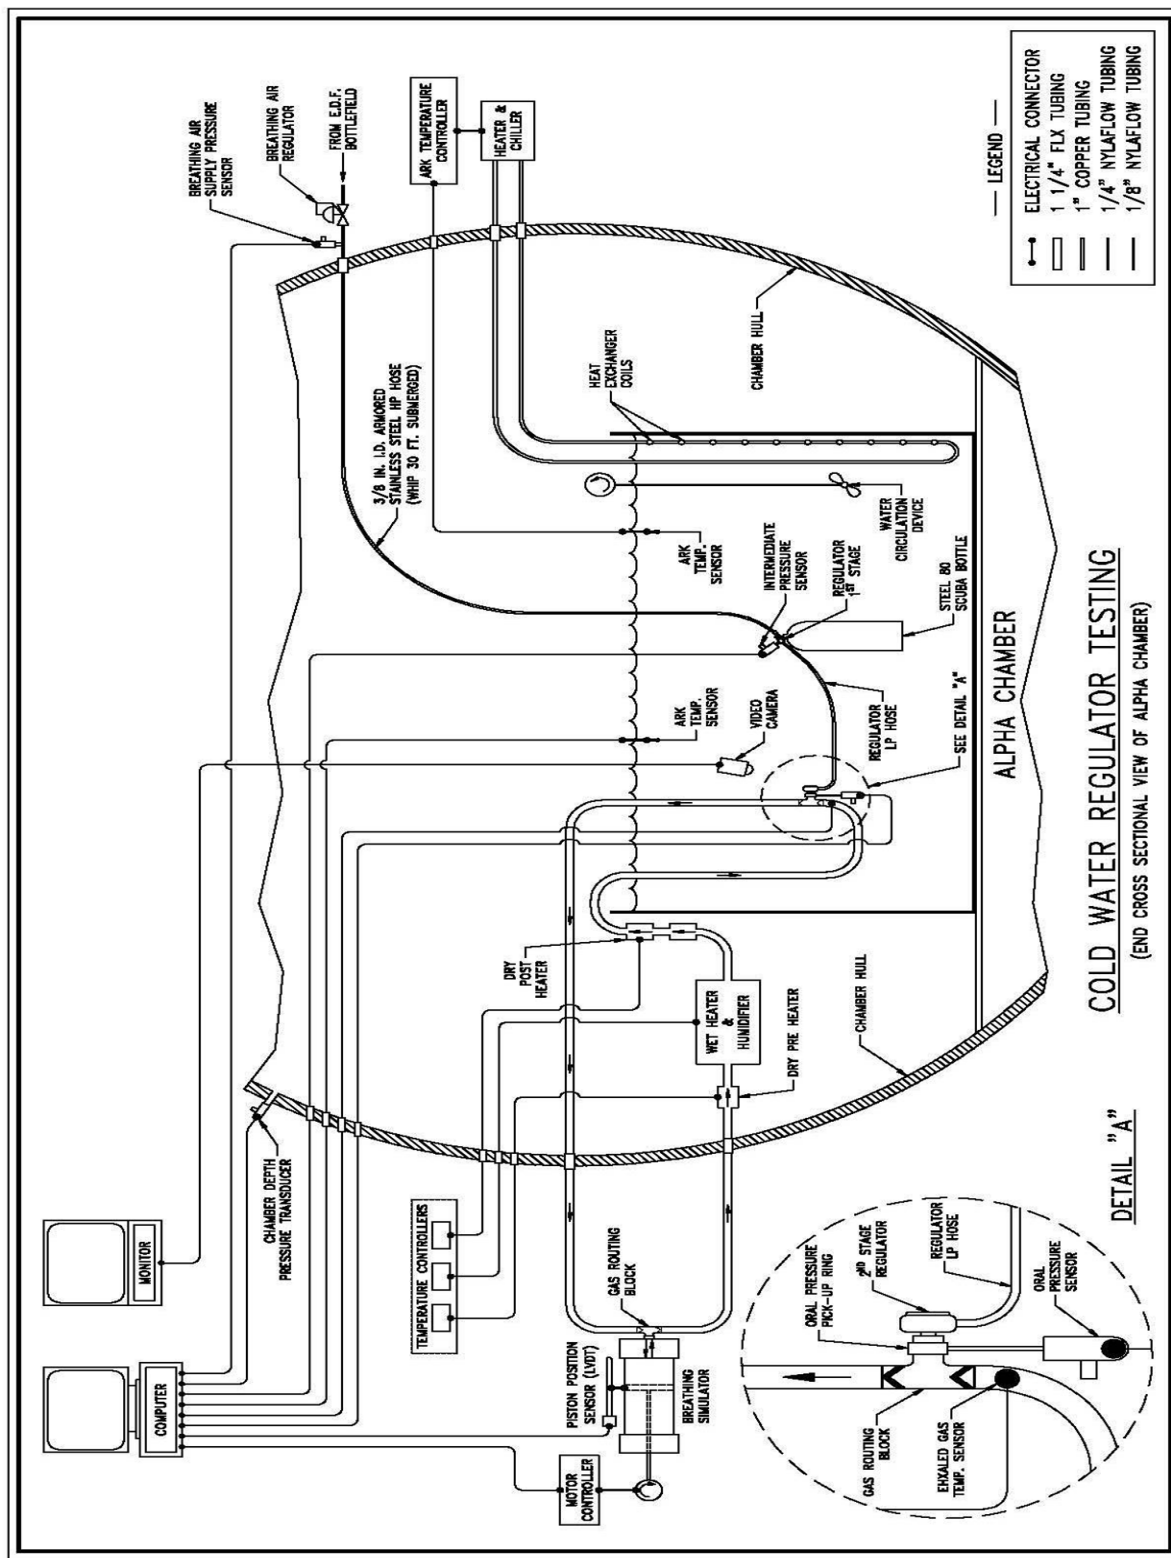 BREATHING AIR
SUPPLY PRESSURE
SENSOR
BREATHING AIR
REGULATOR
FROM E.D.F.
BOTTLEFIELD
ARK TEMPERATURE
CONTROLLER
HEATER &
CHILLER
3/8 IN. I.D. ARMORED
STAINLESS STEEL HP HOSE
(WHIP 30 FT. SUBMERGED)
HEAT
EXCHANGER
COILS
CHAMBER HULL
ARK
TEMP.
SENSOR
WATER
CIRCULATION
DEVICE
INTERMEDIATE
PRESSURE
SENSOR
REGULATOR
1ST STAGE
STEEL 80
SCUBA BOTTLE
ARK
TEMP.
SENSOR
VIDEO
CAMERA
REGULATOR
LP HOSE
SEE DETAIL "A"
ALPHA CHAMBER
DRY
POST
HEATER
WET HEATER
&
HUMIDIFIER
DRY PRE HEATER
CHAMBER HULL
CHAMBER DEPTH
PRESSURE TRANSDUCER
MONITOR
COMPUTER
TEMPERATURE CONTROLLERS
GAS ROUTING
BLOCK
PISTON POSITION
SENSOR (LVDT)
BREATHING
SIMULATOR
MOTOR
CONTROLLER
DETAIL "A"
ORAL PRESSURE
PICK-UP RING
2ND STAGE
REGULATOR
REGULATOR
LP HOSE
ORAL
PRESSURE
SENSOR
GAS ROUTING
BLOCK
EHXALED GAS
TEMP. SENSOR
COLD WATER REGULATOR TESTING
(END CROSS SECTIONAL VIEW OF ALPHA CHAMBER)
— LEGEND —
ELECTRICAL CONNECTOR
1 1/4" FLX TUBING
1" COPPER TUBING
1/4" NYLAFLOW TUBING
1/8" NYLAFLOW TUBING